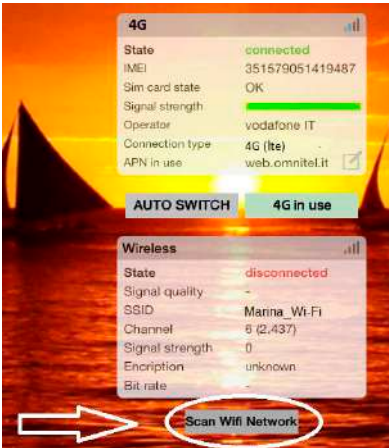 4G
State connected
IMEI 351579051419487
Sim card state OK
Signal strength
Operator vodafone IT
Connection type 4G (lte)
APN in use web.omnitel.it
AUTO SWITCH 4G in use
Wireless
State disconnected
Signal quality -
SSID Marina_Wi-Fi
Channel 6 (2.437)
Signal strength 0
Encription unknown
Bit rate -
Scan Wifi Network